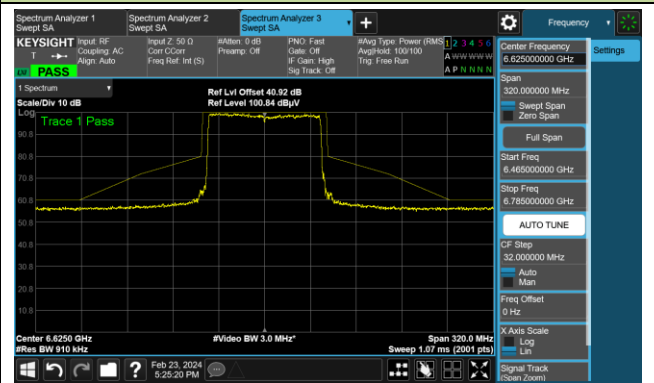 Spectrum Analyzer 1
Swept SA
Spectrum Analyzer 2
Swept SA
Spectrum Analyzer 3
Swept SA
Frequency
KEYSIGHT
Input: RF
Coupling: AC
Align: Auto
Input Z: 50 Ω
Corr CCorr
Freq Ref: Int (S)
#Atten: 0 dB
Preamp: Off
PNO: Fast
Gate: Off
IF Gain: High
Sig Track: Off
#Avg Type: Power (RMS)
Avg|Hold: 100/100
Trig: Free Run
1 2 3 4 5 6
A W W W W W
A P N N N N
PASS
1 Spectrum
Scale/Div 10 dB
Ref Lvl Offset 40.92 dB
Ref Level 100.84 dBµV
Log
Trace 1 Pass
90.8
80.8
70.8
60.8
50.8
40.8
30.8
20.8
10.8
Center 6.6250 GHz
#Res BW 910 kHz
#Video BW 3.0 MHz*
Span 320.0 MHz
Sweep 1.07 ms (2001 pts)
Feb 23, 2024
5:25:20 PM
Center Frequency
6.625000000 GHz
Settings
Span
320.000000 MHz
Swept Span
Zero Span
Full Span
Start Freq
6.465000000 GHz
Stop Freq
6.785000000 GHz
AUTO TUNE
CF Step
32.000000 MHz
Auto
Man
Freq Offset
0 Hz
X Axis Scale
Log
Lin
Signal Track
(Span Zoom)